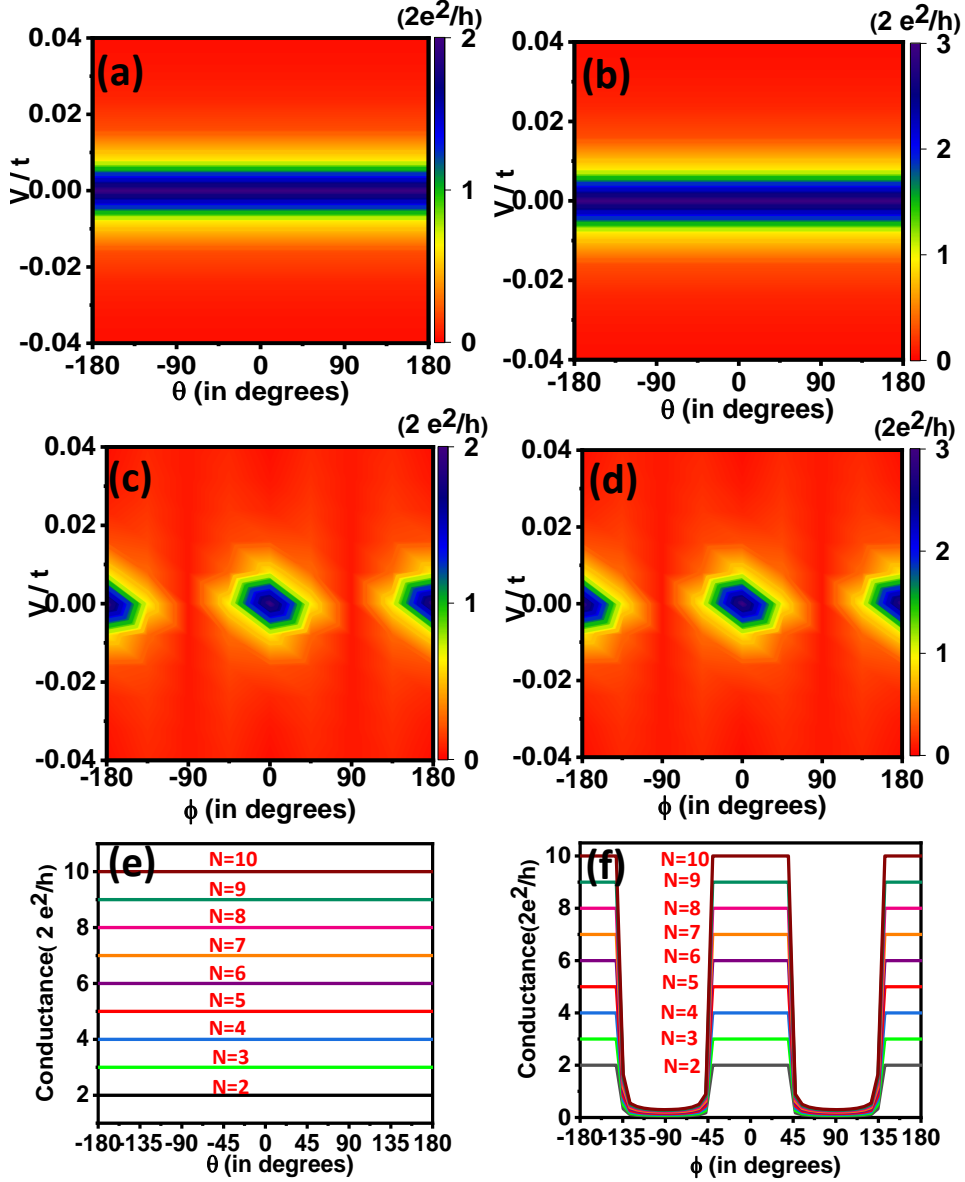 (2e²/h)
(a)
0.04
0.02
0.00
-0.02
-0.04
V / t
-180 -90 0 90 180
θ (in degrees)
2
1
0
(2 e²/h)
(b)
0.04
0.02
0.00
-0.02
-0.04
V / t
-180 -90 0 90 180
θ (in degrees)
3
2
1
0
(2 e²/h)
(c)
0.04
0.02
0.00
-0.02
-0.04
V / t
-180 -90 0 90 180
ϕ (in degrees)
2
1
0
(2e²/h)
(d)
0.04
0.02
0.00
-0.02
-0.04
V / t
-180 -90 0 90 180
ϕ (in degrees)
3
2
1
0
(e)
Conductance( 2 e²/h)
10
8
6
4
2
N=10
N=9
N=8
N=7
N=6
N=5
N=4
N=3
N=2
-180 -135 -90 -45 0 45 90 135 180
θ (in degrees)
(f)
Conductance(2e²/h)
10
8
6
4
2
0
N=10
N=9
N=8
N=7
N=6
N=5
N=4
N=3
N=2
-180 -135 -90 -45 0 45 90 135 180
ϕ (in degrees)